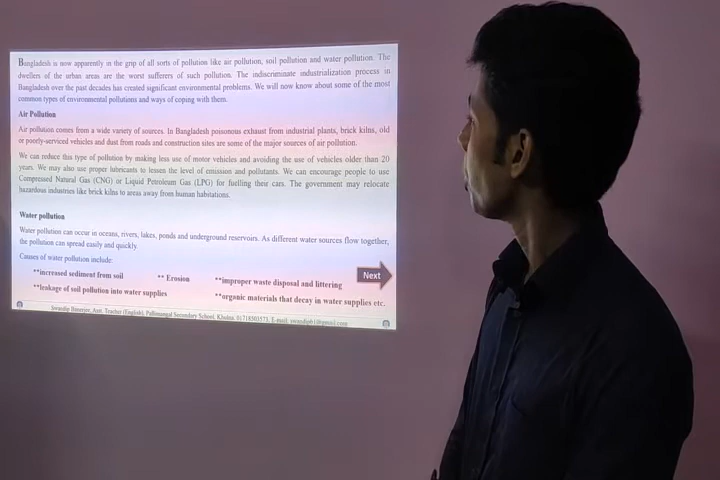 Bangladesh is now apparently in the grip of all sorts of pollution like air pollution, soil pollution and water pollution. The
dwellers of the urban areas are the worst sufferers of such pollution. The indiscriminate industrialization process in
Bangladesh over the past decades has created significant environmental problems. We will now know about some of the most
common types of environmental pollutions and ways of coping with them.
Air Pollution
Air pollution comes from a wide variety of sources. In Bangladesh poisonous exhaust from industrial plants, brick kilns, old
or poorly-serviced vehicles and dust from roads and construction sites are some of the major sources of air pollution.
We can reduce this type of pollution by making less use of motor vehicles and avoiding the use of vehicles older than 20
years. We may also use proper lubricants to lessen the level of emission and pollutants. We can encourage people to use
Compressed Natural Gas (CNG) or Liquid Petroleum Gas (LPG) for fuelling their cars. The government may relocate
hazardous industries like brick kilns to areas away from human habitations.
Water pollution
Water pollution can occur in oceans, rivers, lakes, ponds and underground reservoirs. As different water sources flow together,
the pollution can spread easily and quickly.
Causes of water pollution include:
**increased sediment from soil ** Erosion **improper waste disposal and littering
Next
**leakage of soil pollution into water supplies **organic materials that decay in water supplies etc.
Asst. Teacher (English), Secondary School, Khulna. E-mail: